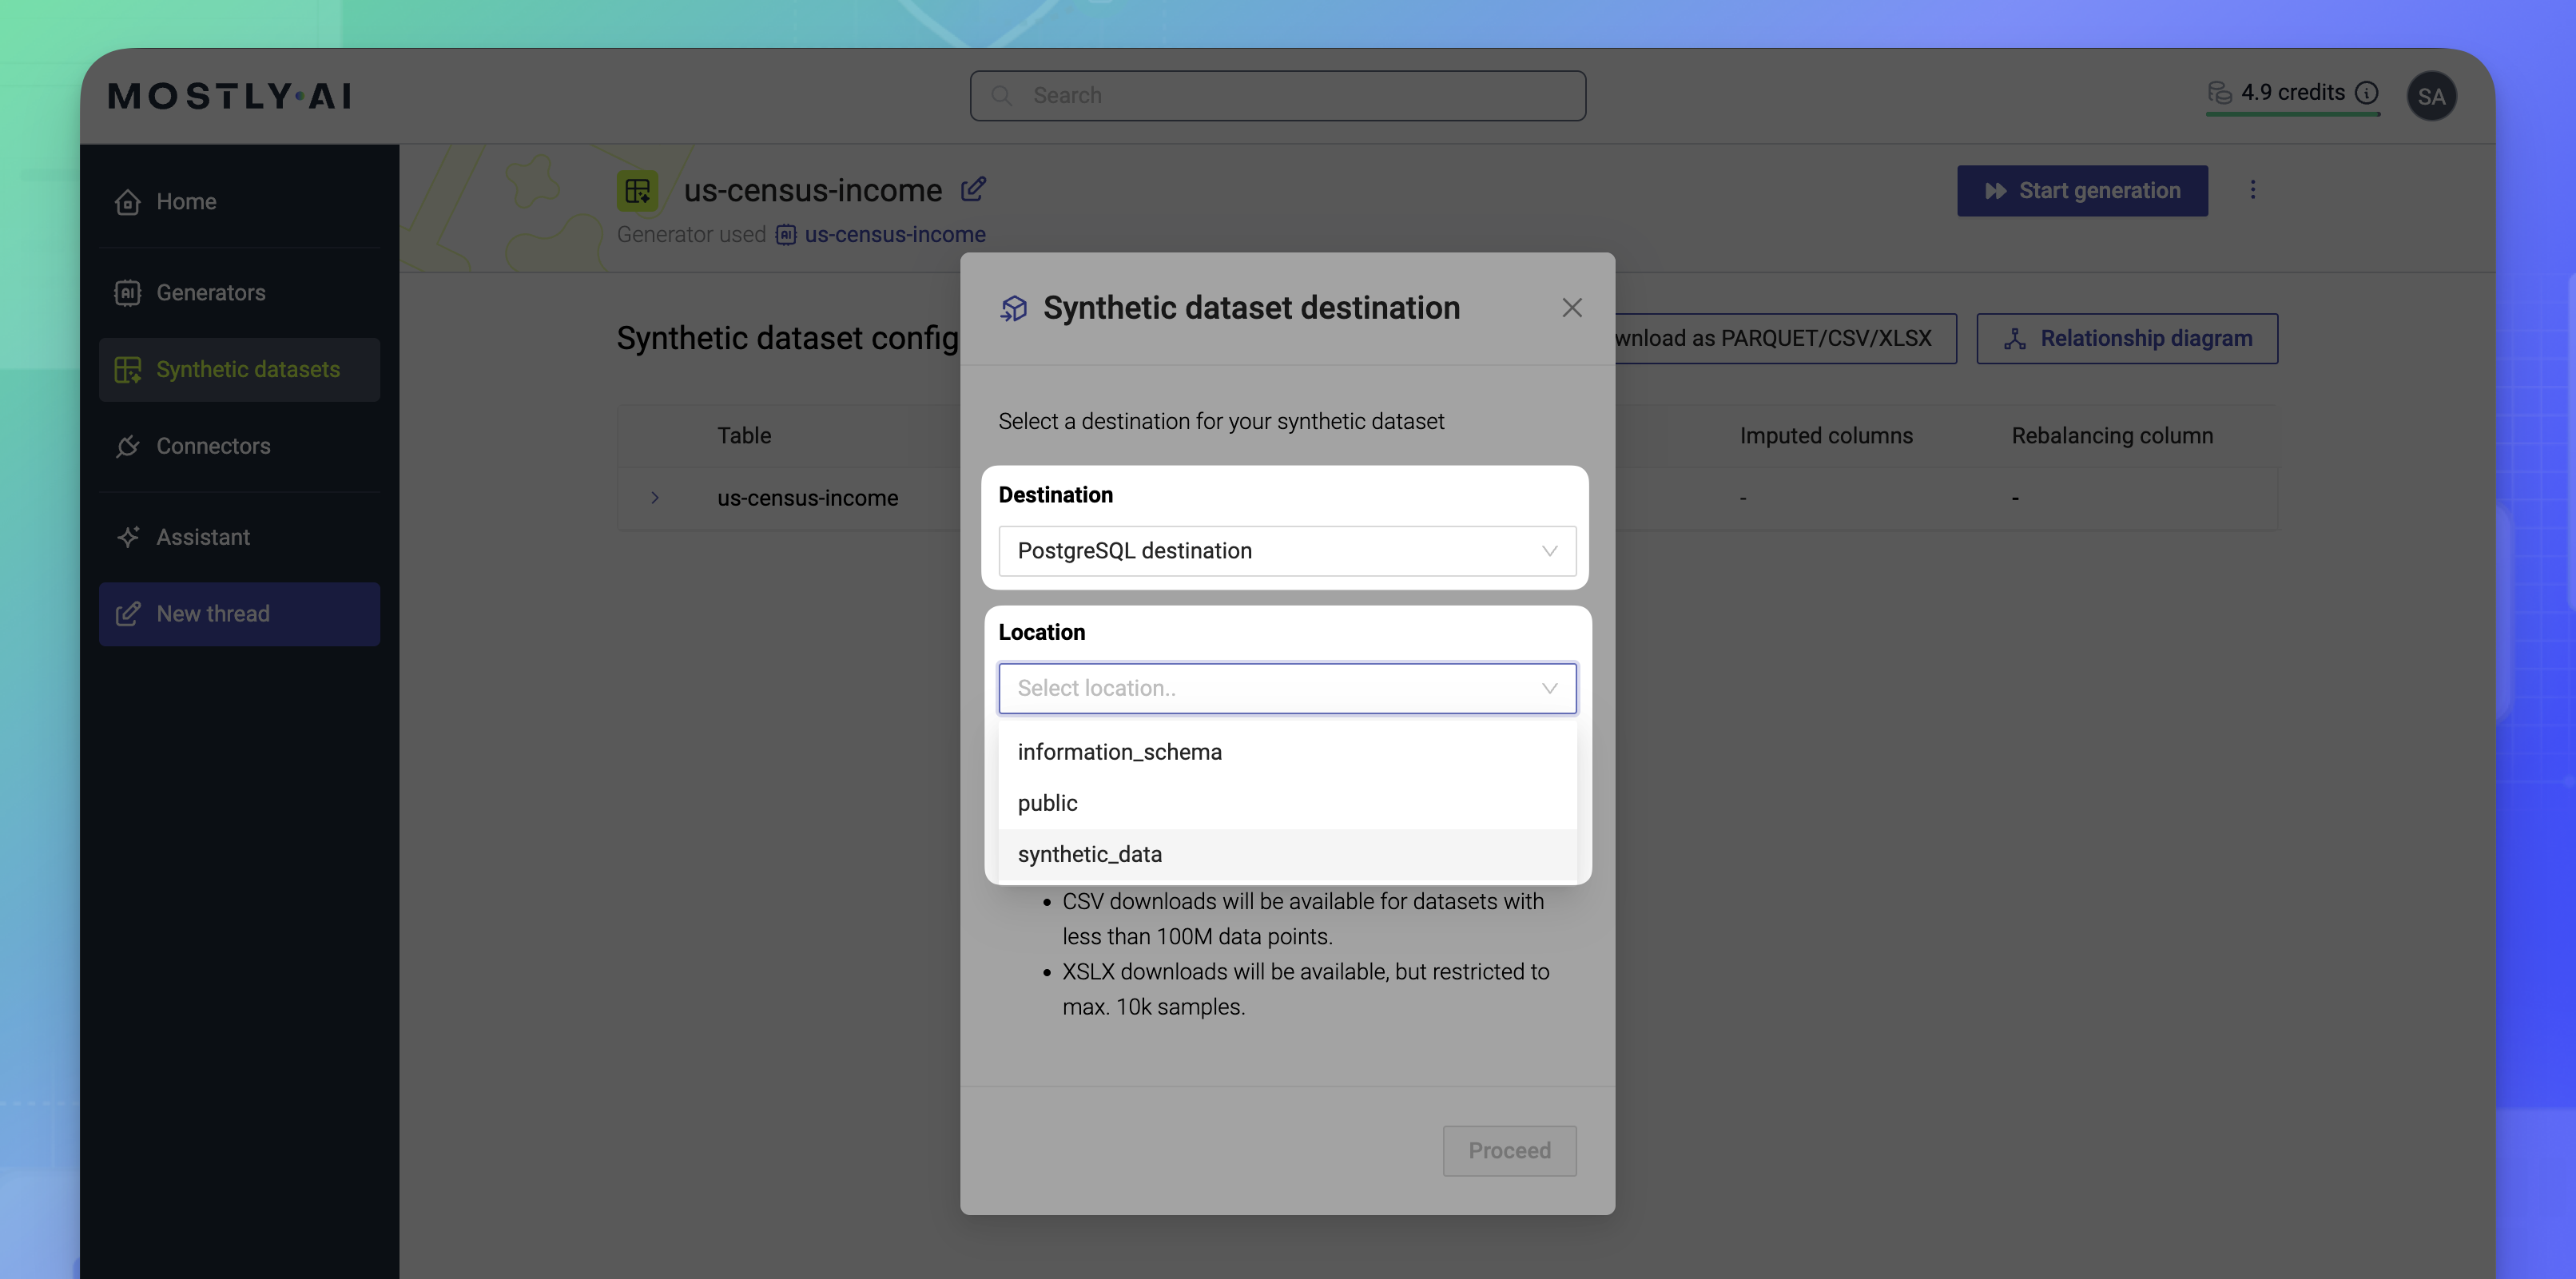 MOSTLY·AI
Search
4.9 credits
SA
Home
Generators
Synthetic datasets
Connectors
Assistant
New thread
us-census-income
Start generation
Generator used us-census-income
Synthetic dataset config
wnload as PARQUET/CSV/XLSX
Relationship diagram
Table
Imputed columns
Rebalancing column
us-census-income
-
-
Synthetic dataset destination
Select a destination for your synthetic dataset
Destination
PostgreSQL destination
Location
Select location..
information_schema
public
synthetic_data
• CSV downloads will be available for datasets with
less than 100M data points.
• XSLX downloads will be available, but restricted to
max. 10k samples.
Proceed